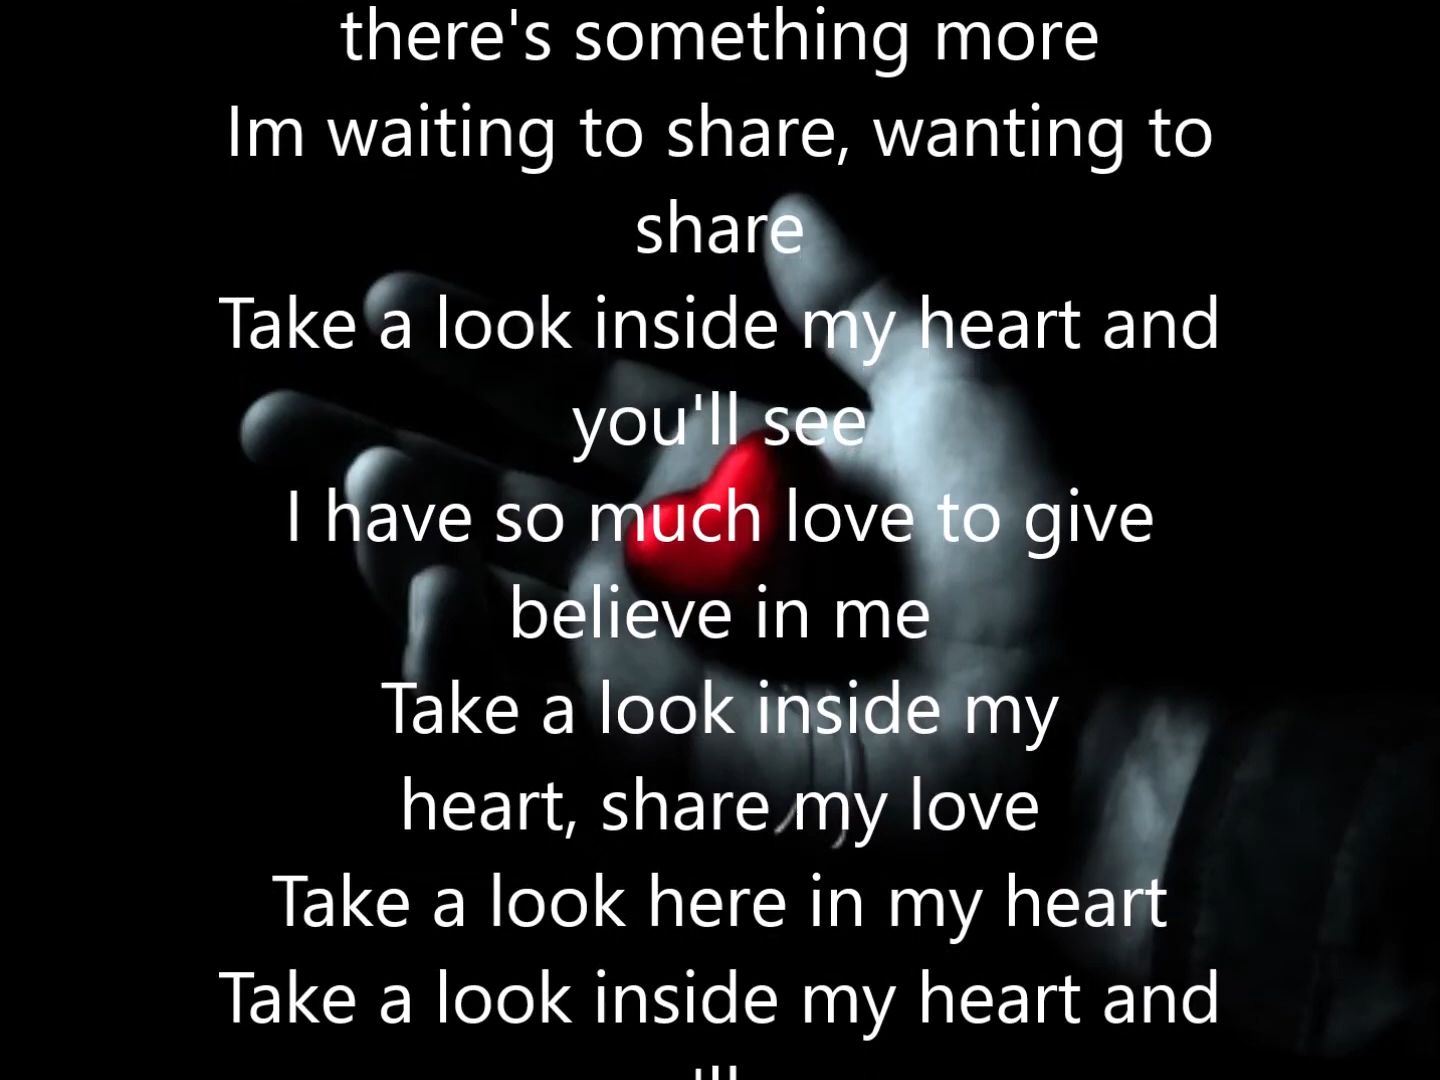 there's something more
Im waiting to share, wanting to
share
Take a look inside my heart and
you'll see
I have so much love to give
believe in me
Take a look inside my
heart, share my love
Take a look here in my heart
Take a look inside my heart and